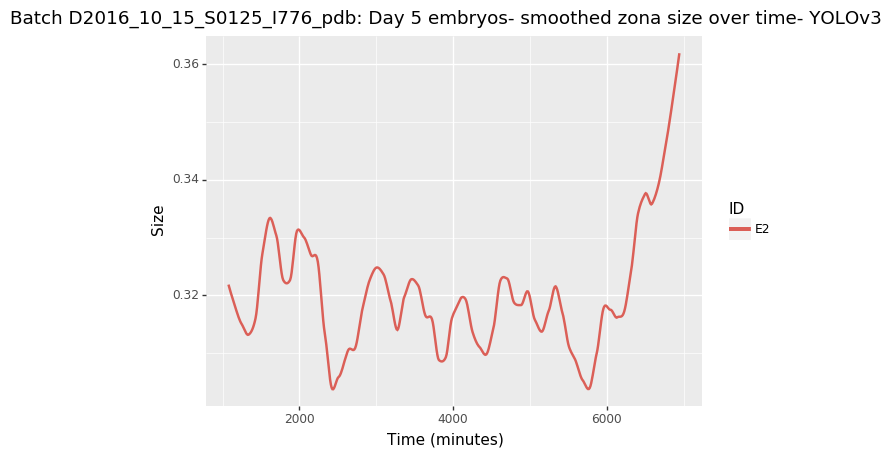 Batch D2016_10_15_S0125_I776_pdb: Day 5 embryos- smoothed zona size over time- YOLOv3
0.36
0.34
0.32
Size
2000
4000
6000
Time (minutes)
ID
E2